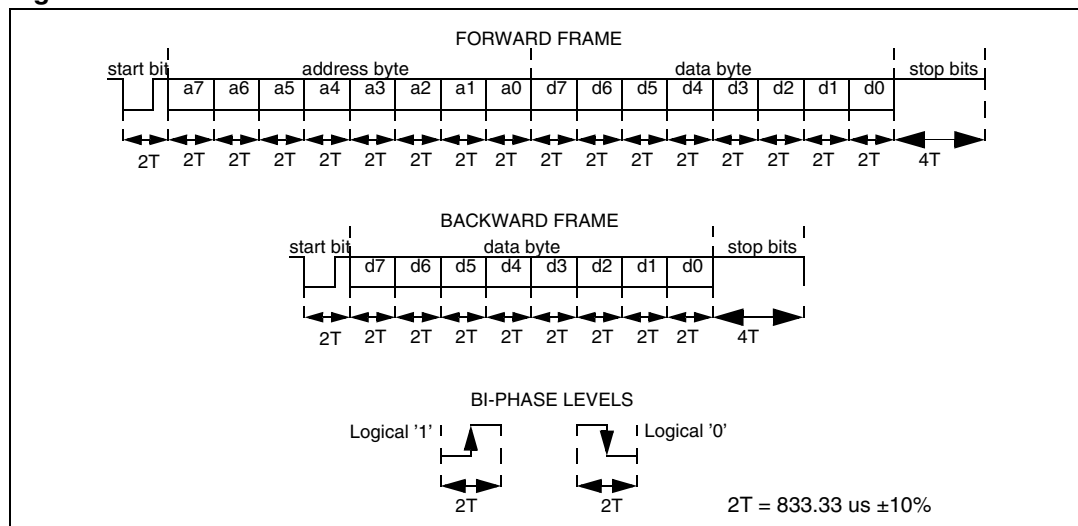 FORWARD FRAME
start bit address byte data byte stop bits
a7 a6 a5 a4 a3 a2 a1 a0 d7 d6 d5 d4 d3 d2 d1 d0
2T 2T 2T 2T 2T 2T 2T 2T 2T 2T 2T 2T 2T 2T 2T 2T 2T 4T
BACKWARD FRAME
start bit data byte stop bits
d7 d6 d5 d4 d3 d2 d1 d0
2T 2T 2T 2T 2T 2T 2T 2T 2T 4T
BI-PHASE LEVELS
Logical '1' Logical '0'
2T 2T
2T = 833.33 us ±10%